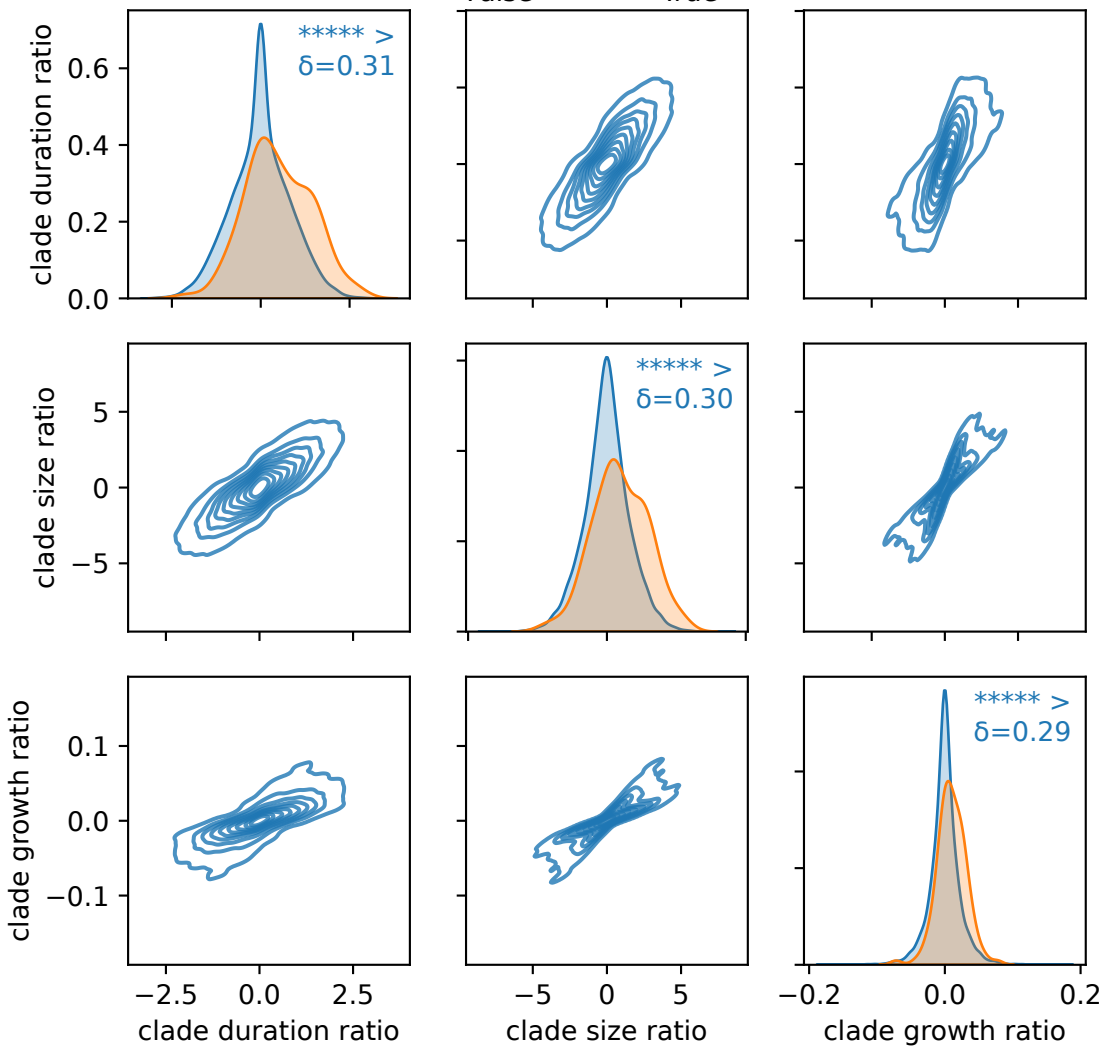 ***** >
δ=0.31
clade duration ratio
0.6
0.4
0.2
0.0
***** >
δ=0.30
clade size ratio
5
0
−5
***** >
δ=0.29
clade growth ratio
0.1
0.0
−0.1
−2.5 0.0 2.5
−5 0 5
−0.2 0.0 0.2
clade duration ratio
clade size ratio
clade growth ratio